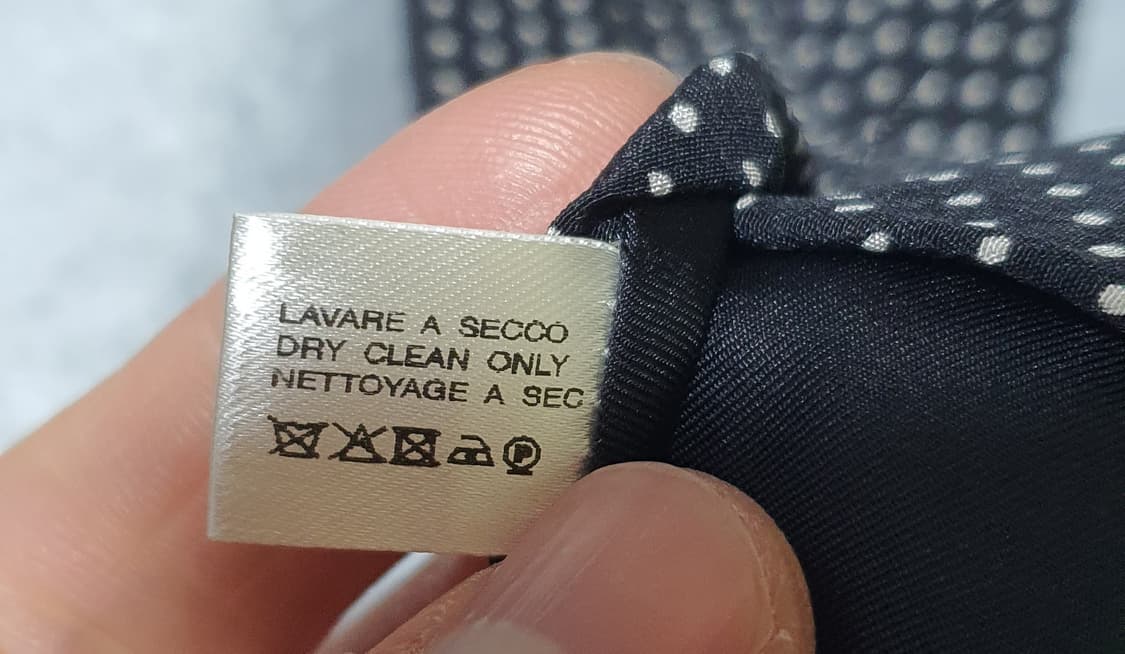 LAVARE A SECCO
DRY CLEAN ONLY
NETTOYAGE A SEC
P